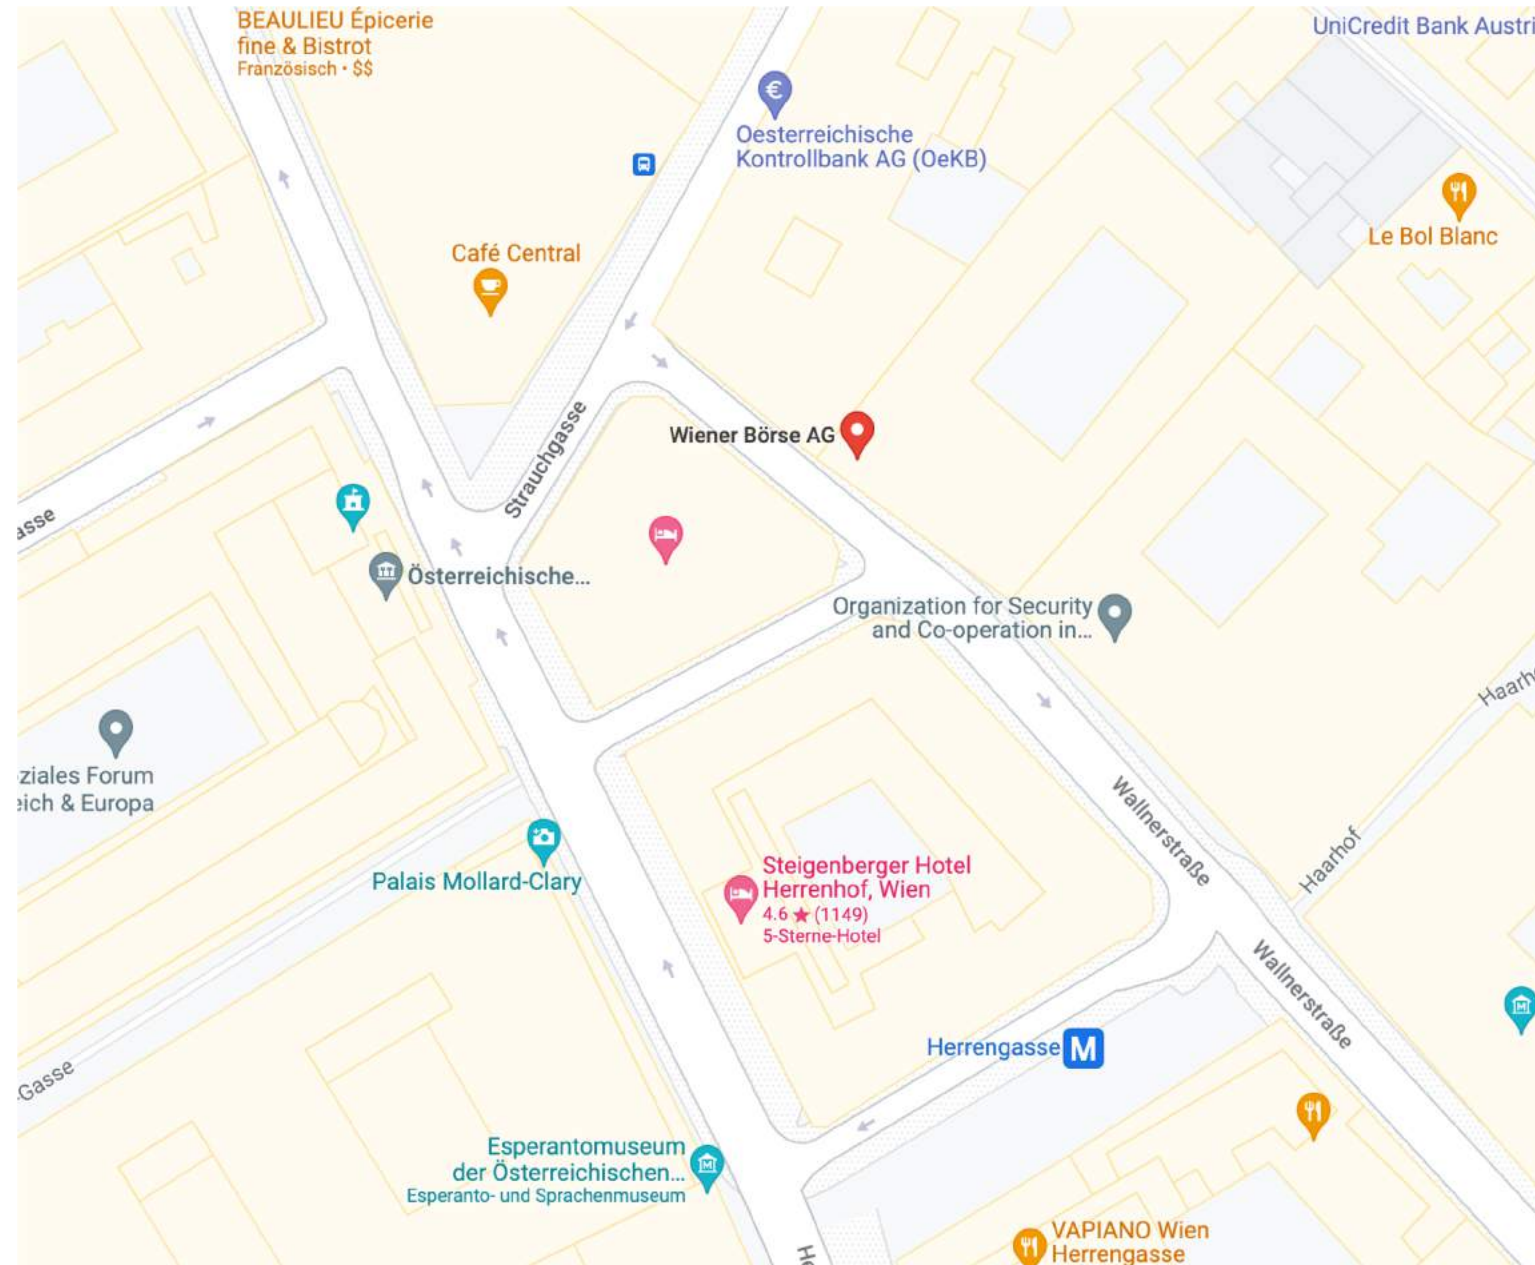 BEAULIEU Épicerie
fine & Bistrot
Französisch · $$
UniCredit Bank Austri
€
Oesterreichische
Kontrollbank AG (OeKB)
Le Bol Blanc
Café Central
Strauchgasse
Wiener Börse AG
asse
Österreichische...
Organization for Security
and Co-operation in...
Haarh
ziales Forum
eich & Europa
Wallnerstraße
Haarhof
Palais Mollard-Clary
Steigenberger Hotel
Herrenhof, Wien
4.6 ★ (1149)
5-Sterne-Hotel
Wallnerstraße
M
Herrengasse M
-Gasse
Esperantomuseum
der Österreichischen...
Esperanto- und Sprachenmuseum
M
VAPIANO Wien
Herrengasse
He